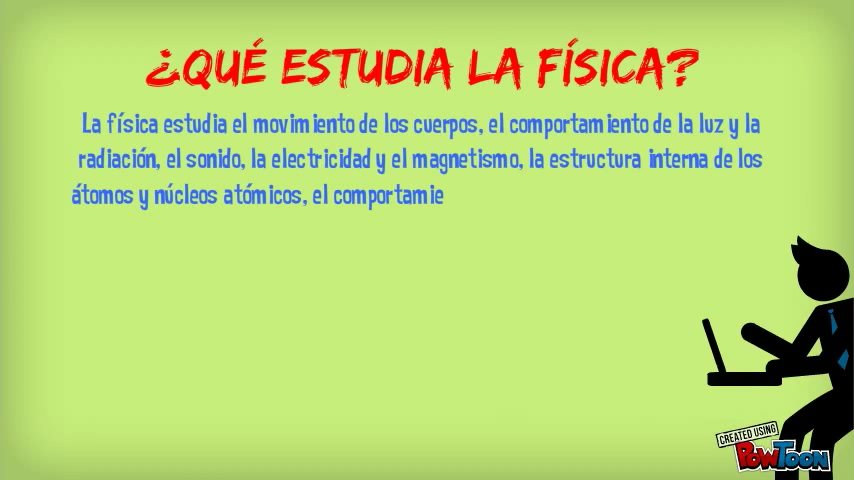 ¿QUÉ ESTUDIA LA FÍSICA?
La física estudia el movimiento de los cuerpos, el comportamiento de la luz y la
radiación, el sonido, la electricidad y el magnetismo, la estructura interna de los
átomos y núcleos atómicos, el comportamie
CREATED USING
POWTOON